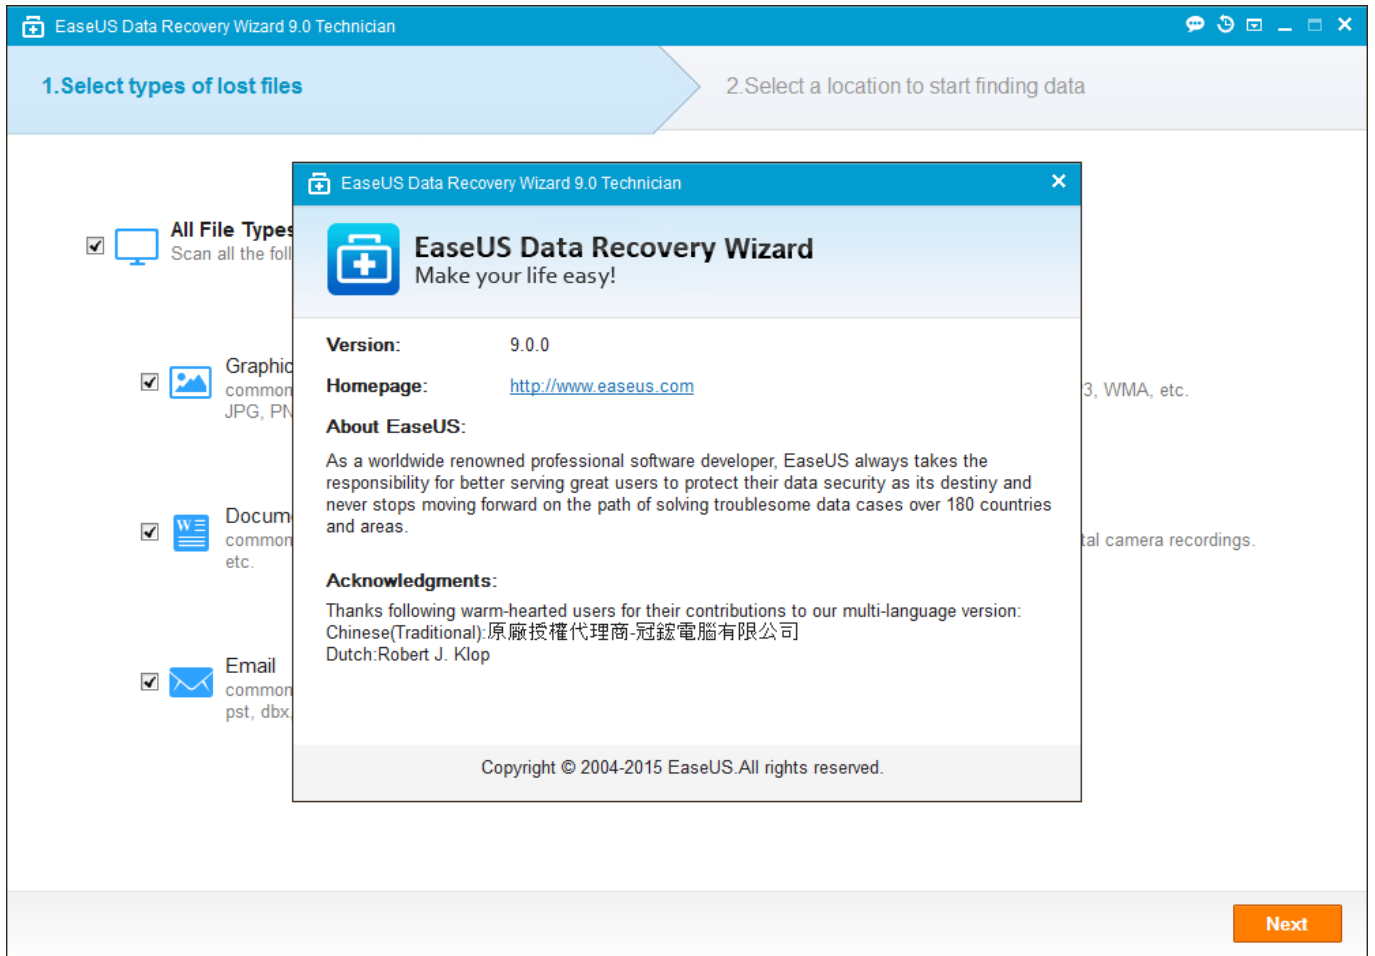 EaseUS Data Recovery Wizard 9.0 Technician
1.Select types of lost files
2.Select a location to start finding data
All File Types
Scan all the foll
Graphic
common
JPG, PN
3, WMA, etc.
Docum
common
etc.
tal camera recordings.
Email
common
pst, dbx,
EaseUS Data Recovery Wizard 9.0 Technician
EaseUS Data Recovery Wizard
Make your life easy!
Version: 9.0.0
Homepage: http://www.easeus.com
About EaseUS:
As a worldwide renowned professional software developer, EaseUS always takes the
responsibility for better serving great users to protect their data security as its destiny and
never stops moving forward on the path of solving troublesome data cases over 180 countries
and areas.
Acknowledgments:
Thanks following warm-hearted users for their contributions to our multi-language version:
Chinese(Traditional):原廠授權代理商-冠鋐電腦有限公司
Dutch:Robert J. Klop
Copyright © 2004-2015 EaseUS.All rights reserved.
Next